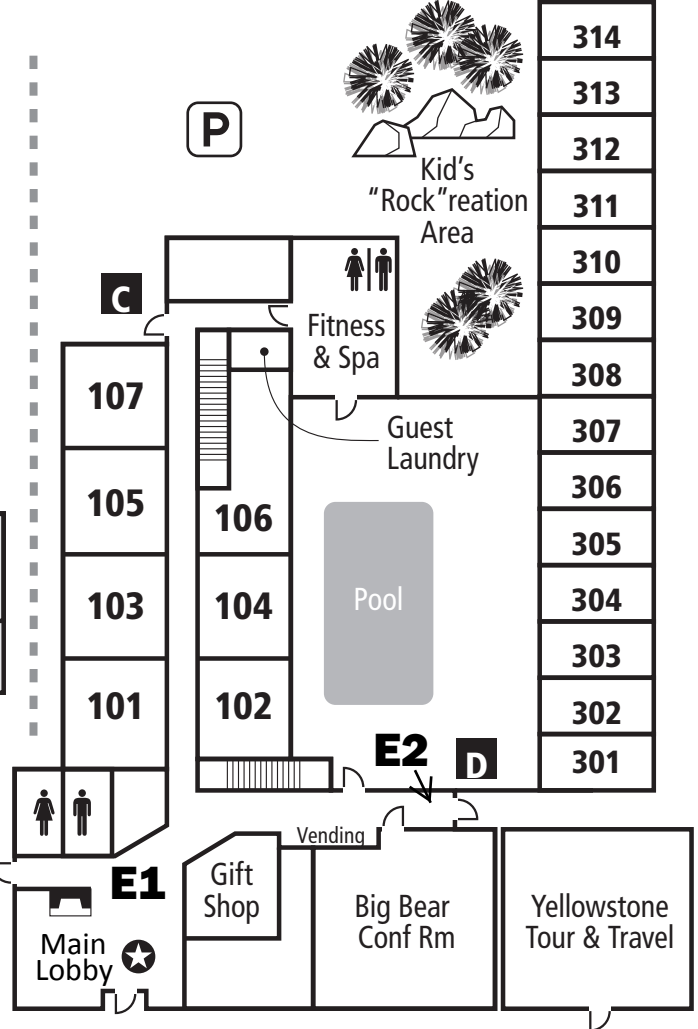 314
313
P
312
Kid's
"Rock"reation
Area
311
310
C
309
Fitness
& Spa
308
107
Guest
Laundry
307
306
105
106
305
Pool
104
304
103
303
101
102
302
E2
D
301
Vending
E1
Gift
Shop
Big Bear
Conf Rm
Yellowstone
Tour & Travel
Main
Lobby